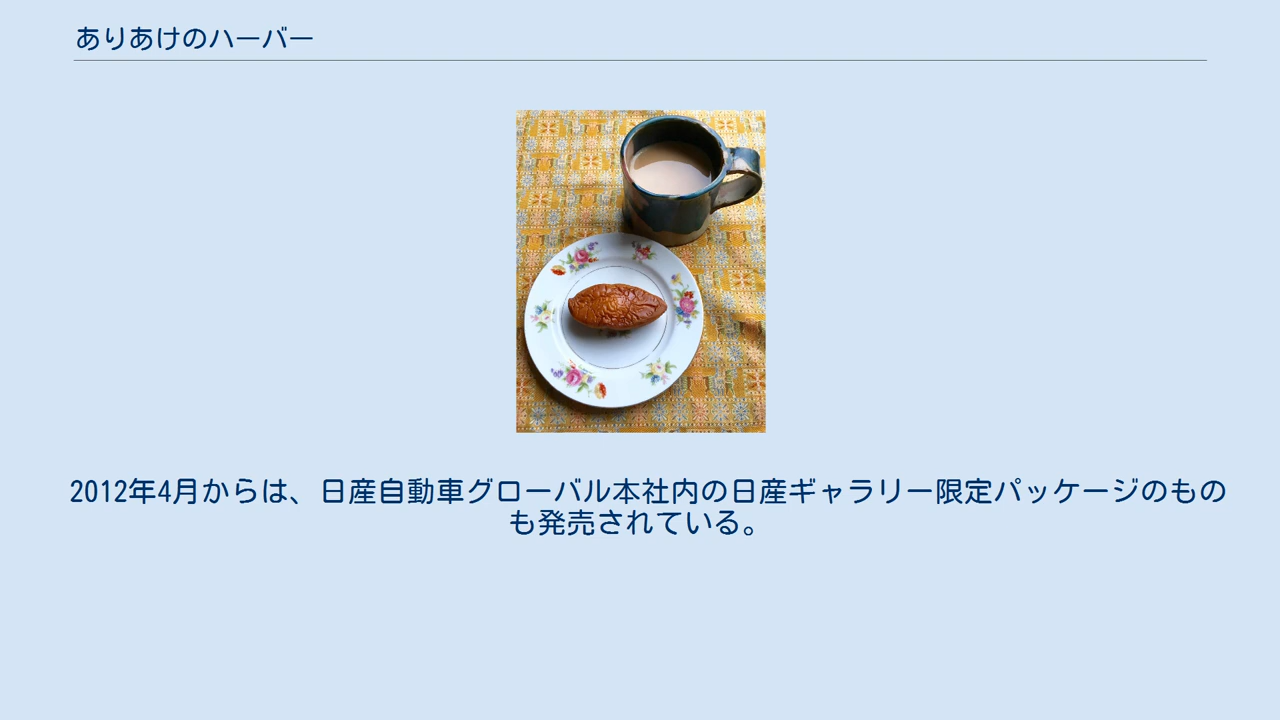 ありあけのハーバー
2012年4月からは、日産自動車グローバル本社内の日産ギャラリー限定パッケージのもの
も発売されている。